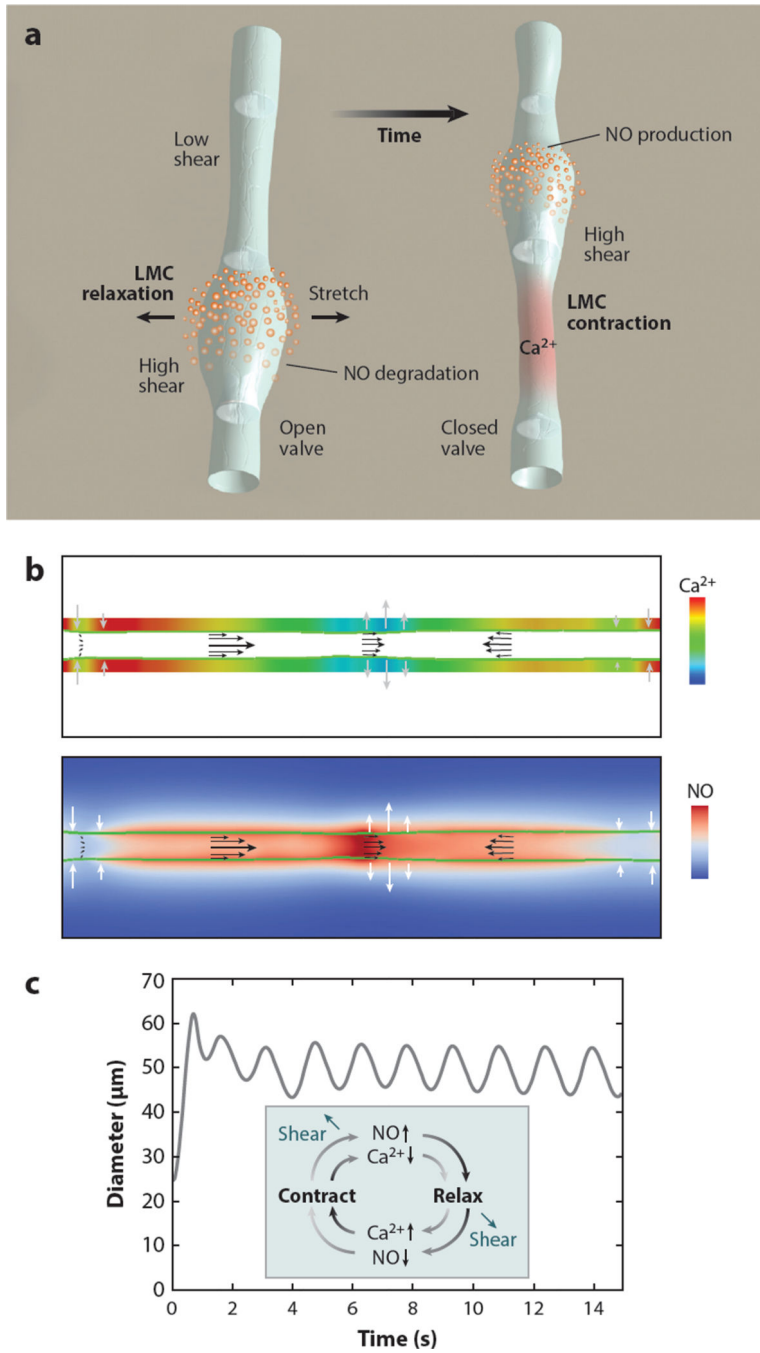 a
Low
shear
Time
NO production
LMC
relaxation
Stretch
High
shear
High
shear
NO degradation
LMC
contraction
Ca2+
Open
valve
Closed
valve
b
Ca2+
NO
c
70
60
50
40
30
20
10
0
Diameter (µm)
Shear
NO
Ca2+
Contract
Relax
Ca2+
NO
Shear
0
2
4
6
8
10
12
14
Time (s)